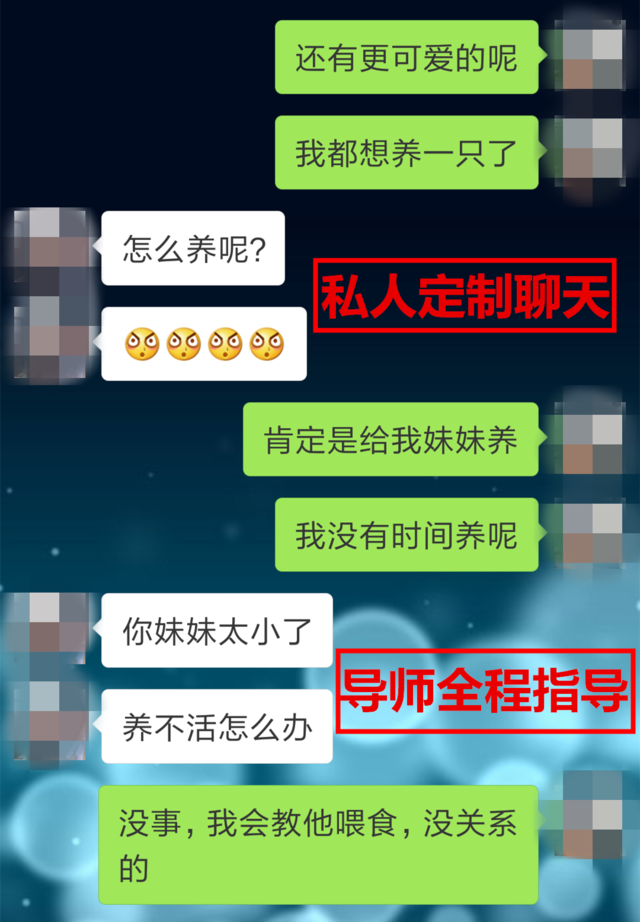 还有更可爱的呢
我都想养一只了
怎么养呢?
私人定制聊天
肯定是给我妹妹养
我没有时间养呢
你妹妹太小了
导师全程指导
养不活怎么办
没事,我会教他喂食,没关系
的